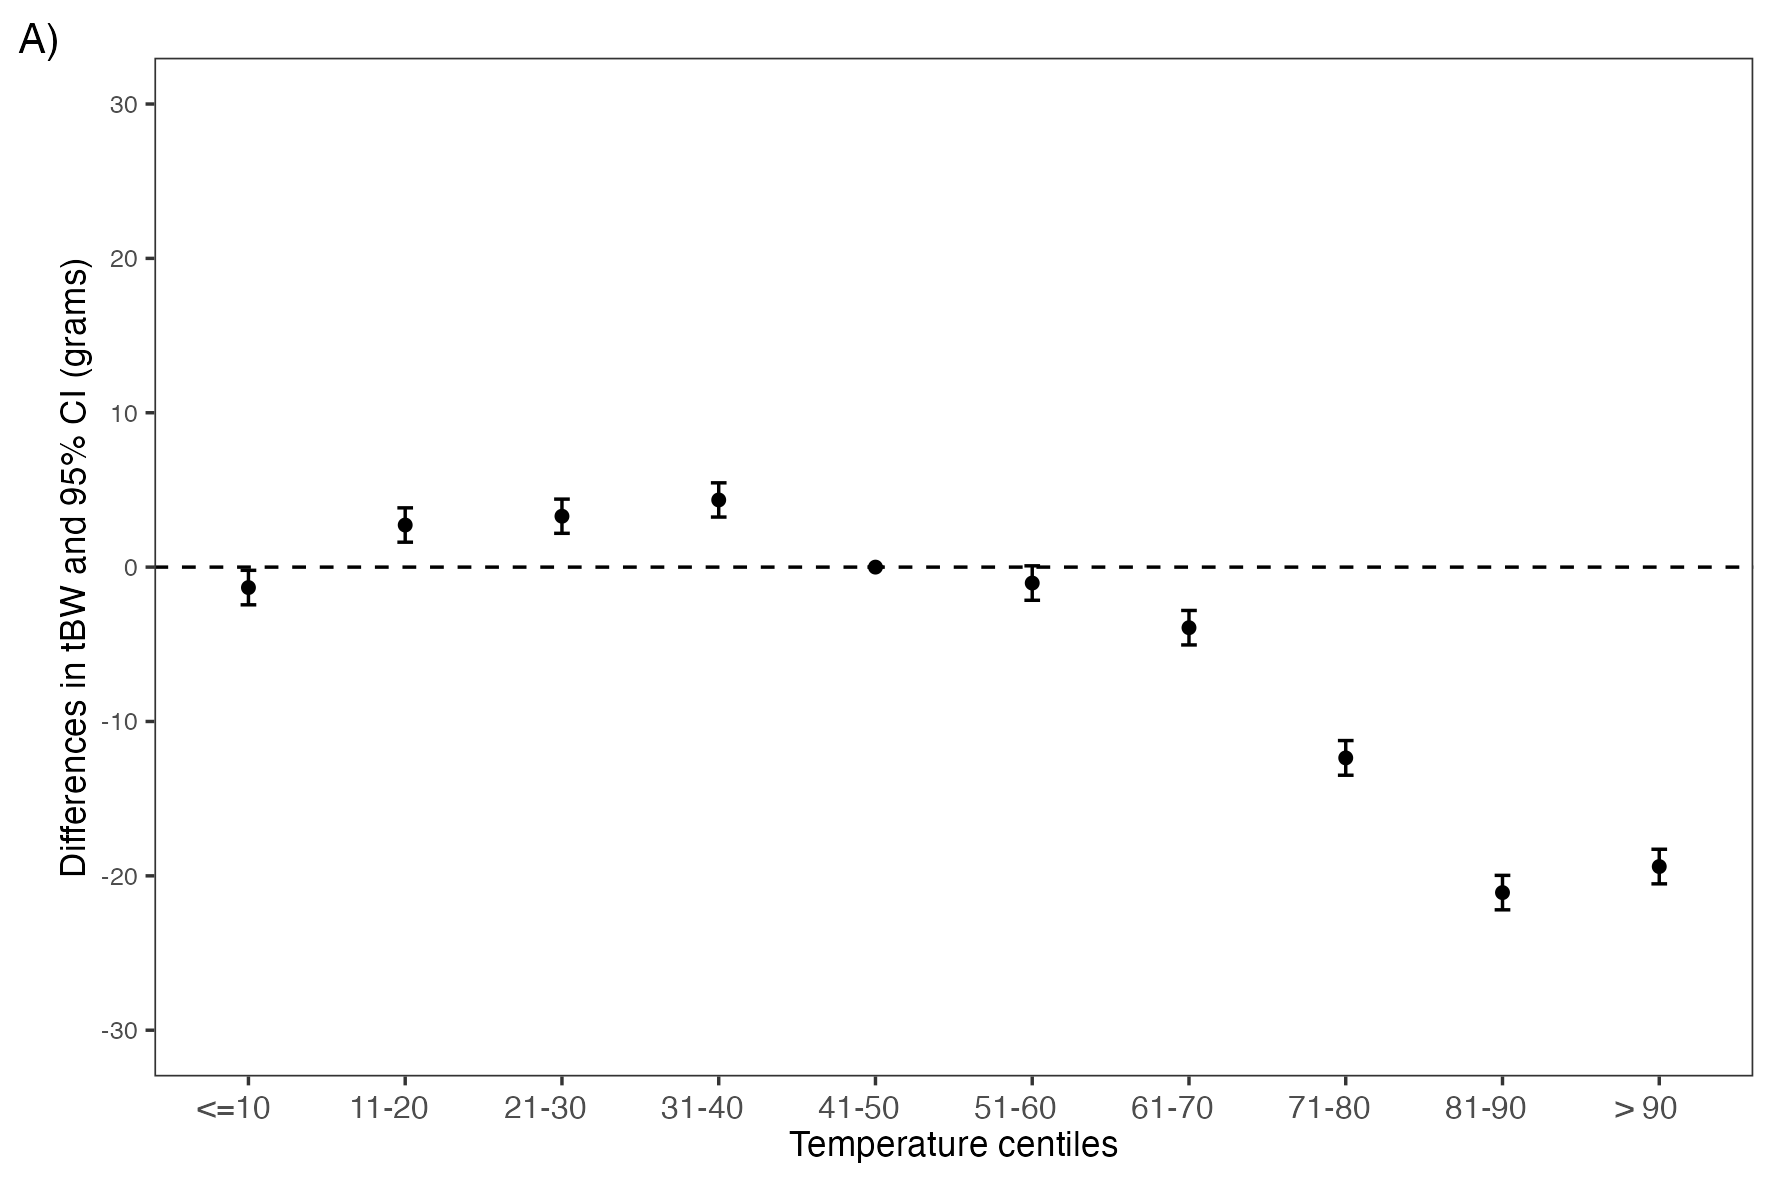 A)
Differences in tBW and 95% CI (grams)
30
20
10
0
-10
-20
-30
<=10 11-20 21-30 31-40 41-50 51-60 61-70 71-80 81-90 > 90
Temperature centiles